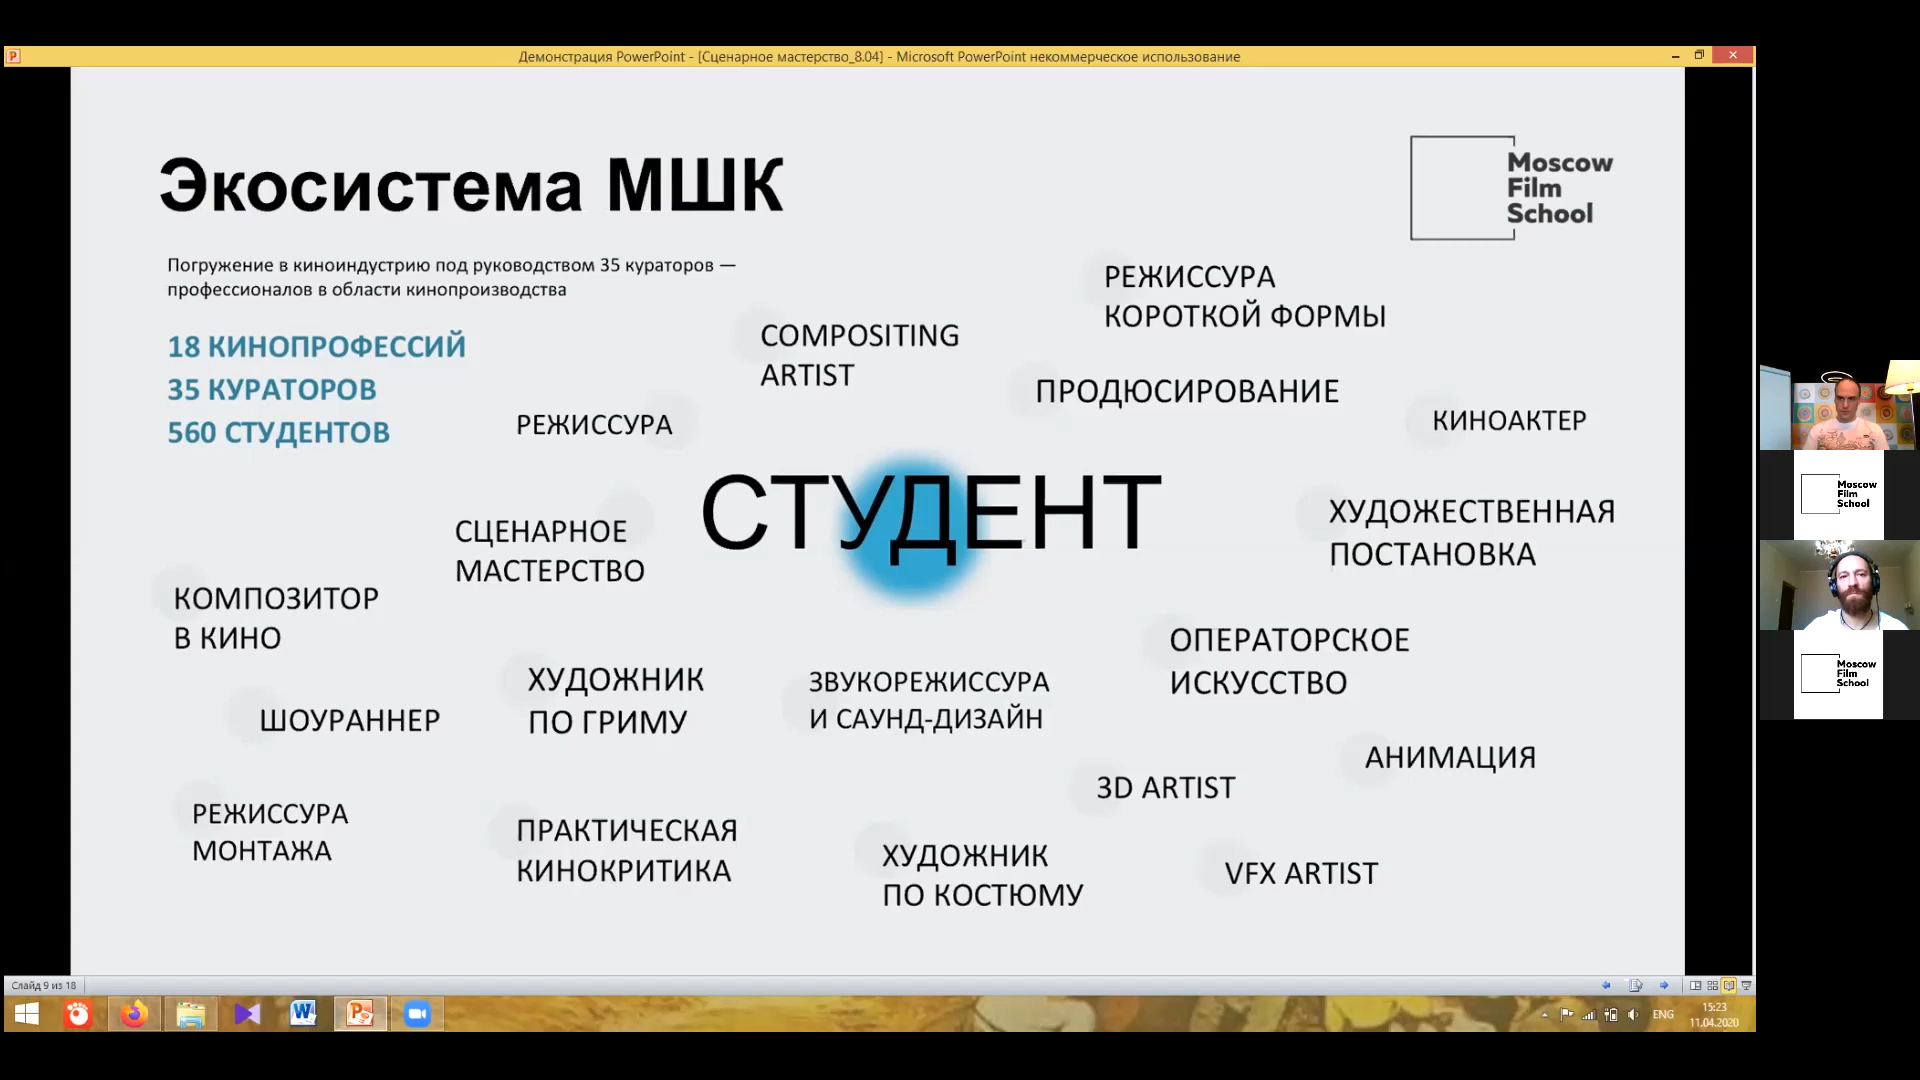 Демонстрация PowerPoint - [Сценарное мастерство_8.04] - Microsoft PowerPoint некоммерческое использование
Экосистема МШК
Moscow
Film
School
Погружение в киноиндустрию под руководством 35 кураторов —
профессионалов в области кинопроизводства
18 КИНОПРОФЕССИЙ
35 КУРАТОРОВ
560 СТУДЕНТОВ
РЕЖИССУРА
КОРОТКОЙ ФОРМЫ
COMPOSITING
ARTIST
ПРОДЮСИРОВАНИЕ
РЕЖИССУРА
КИНОАКТЕР
СТУДЕНТ
СЦЕНАРНОЕ
МАСТЕРСТВО
ХУДОЖЕСТВЕННАЯ
ПОСТАНОВКА
КОМПОЗИТОР
В КИНО
ОПЕРАТОРСКОЕ
ИСКУССТВО
ХУДОЖНИК
ПО ГРИМУ
ЗВУКОРЕЖИССУРА
И САУНД-ДИЗАЙН
ШОУРАННЕР
АНИМАЦИЯ
3D ARTIST
РЕЖИССУРА
МОНТАЖА
ПРАКТИЧЕСКАЯ
КИНОКРИТИКА
ХУДОЖНИК
ПО КОСТЮМУ
VFX ARTIST
Moscow
Film
School
Moscow
Film
School
Слайд 9 из 18
ENG
15:23
11.04.2020